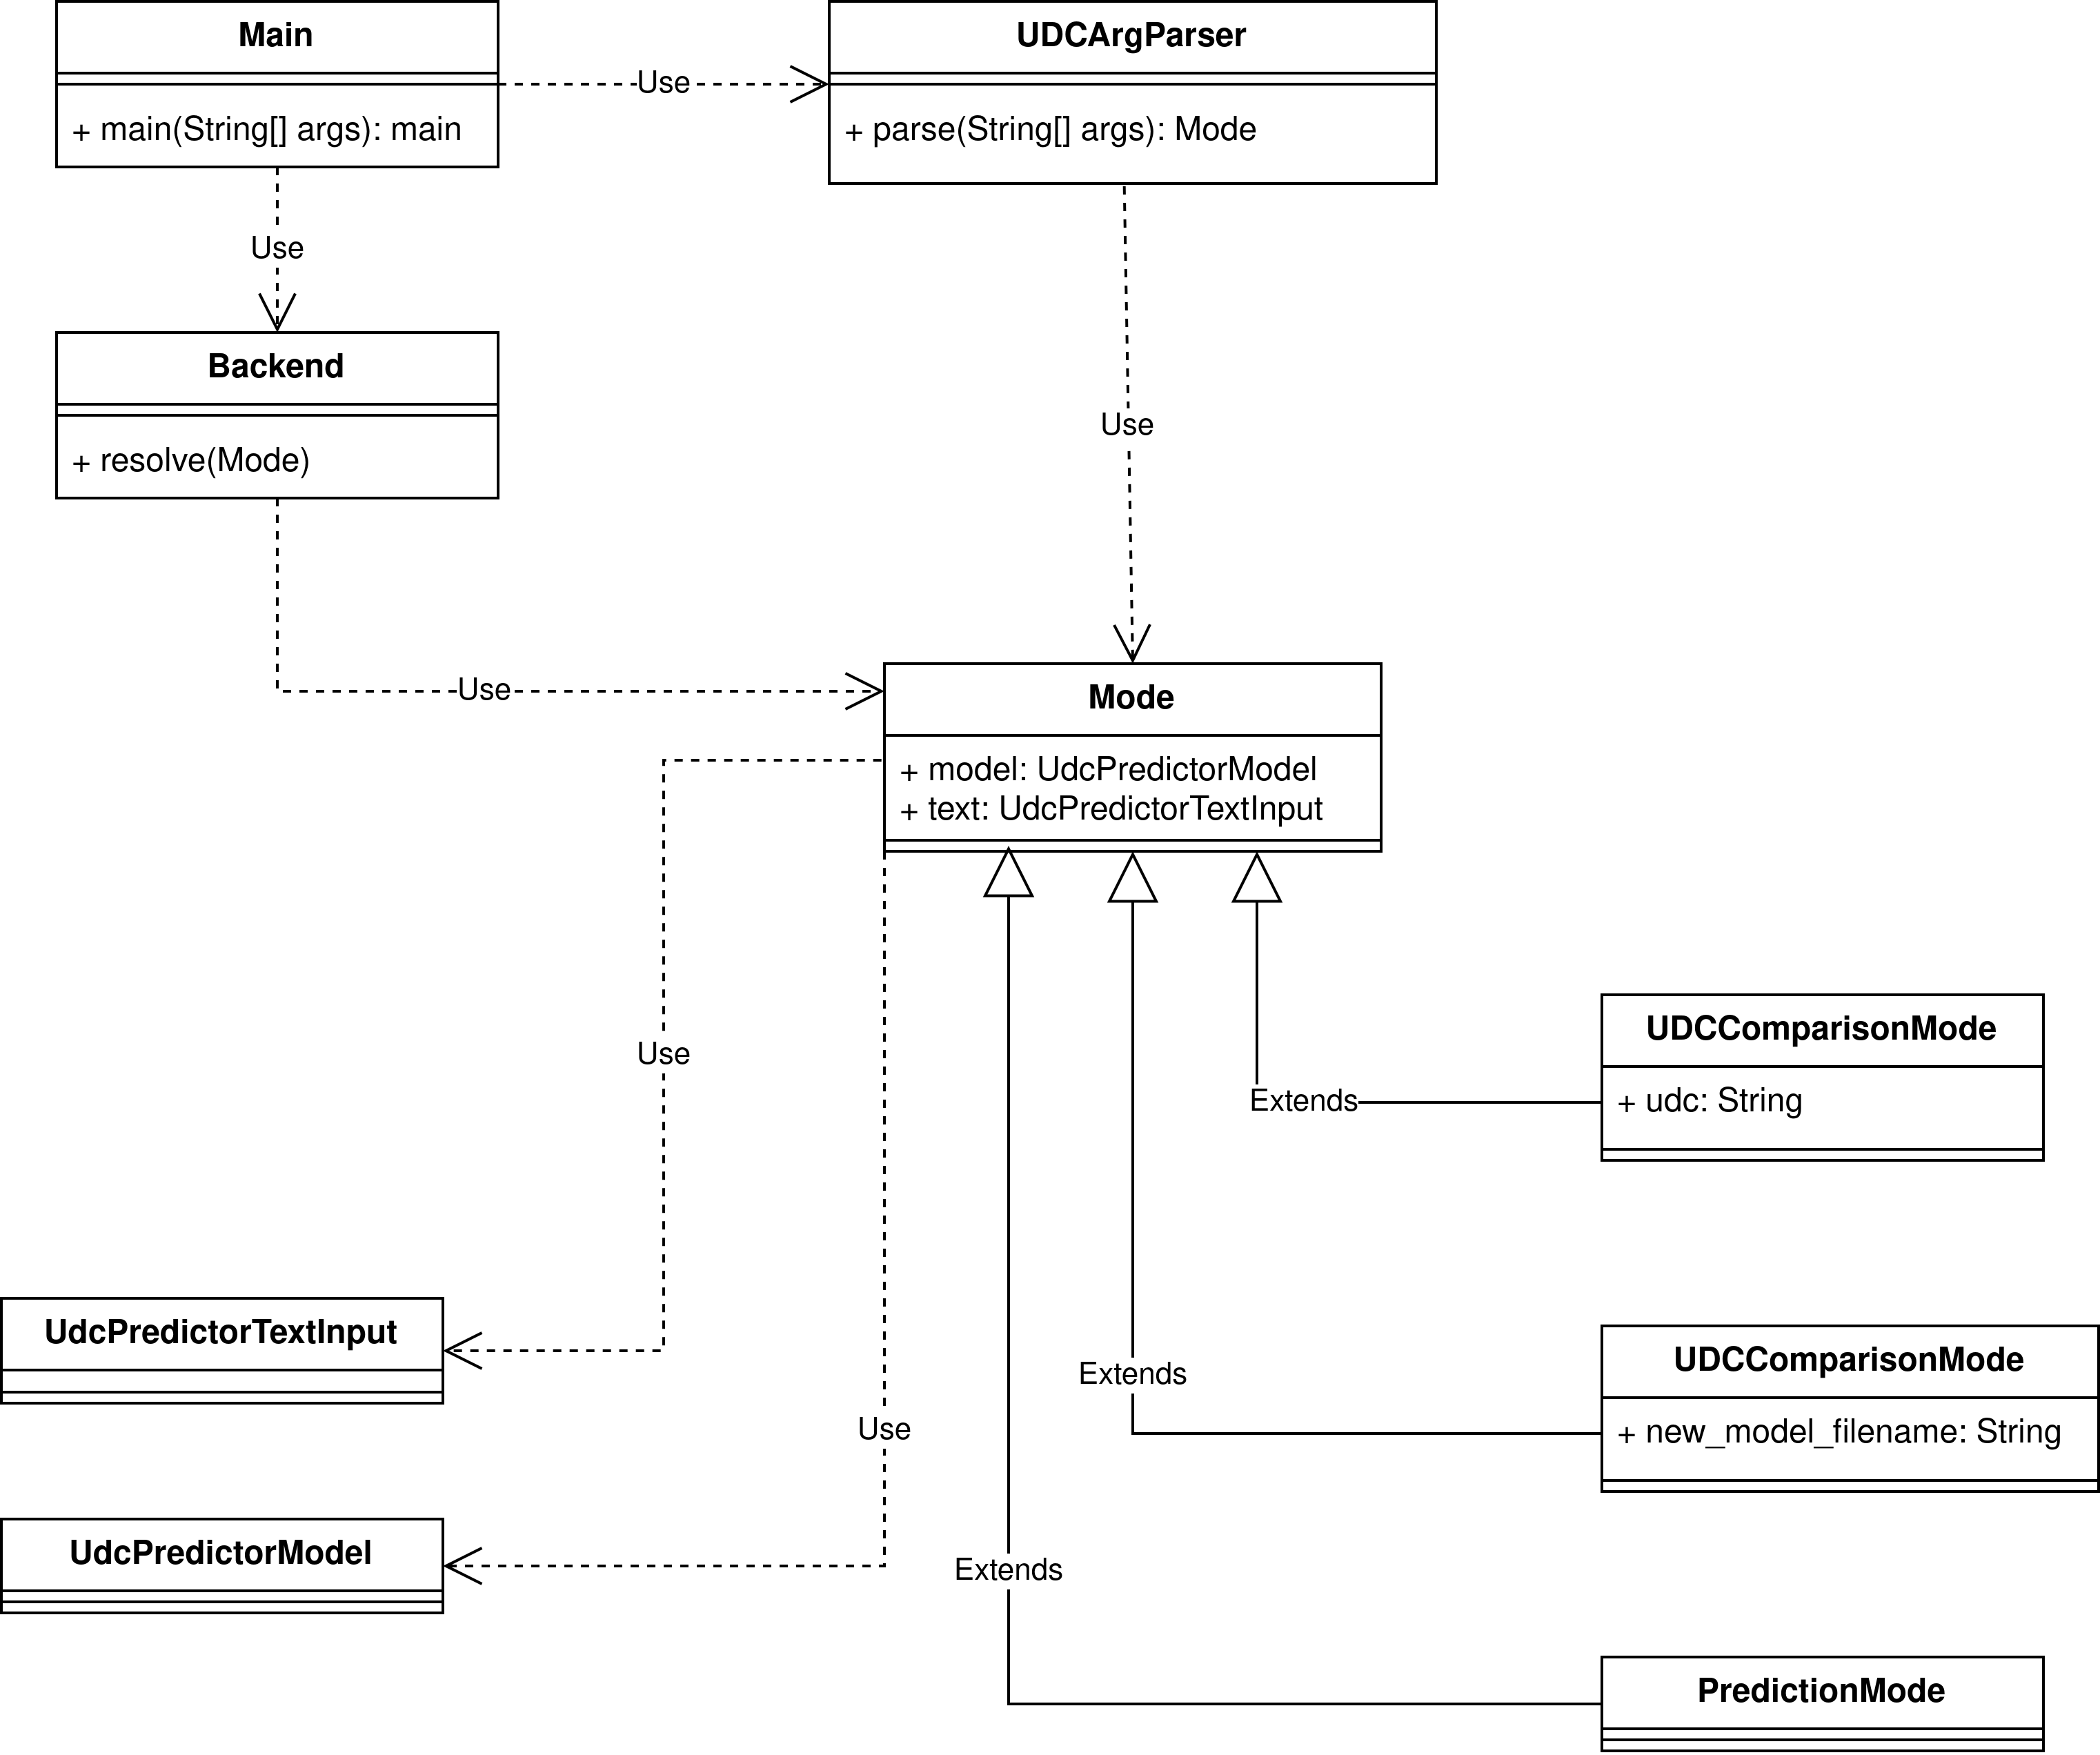 Main
+ main(String[] args): main
Use
UDCArgParser
+ parse(String[] args): Mode
Use
Backend
+ resolve(Mode)
Use
Use
Mode
+ model: UdcPredictorModel
+ text: UdcPredictorTextInput
Use
UDCComparisonMode
+ udc: String
Extends
UdcPredictorTextInput
UDCComparisonMode
+ new_model_filename: String
Extends
Use
UdcPredictorModel
Extends
PredictionMode